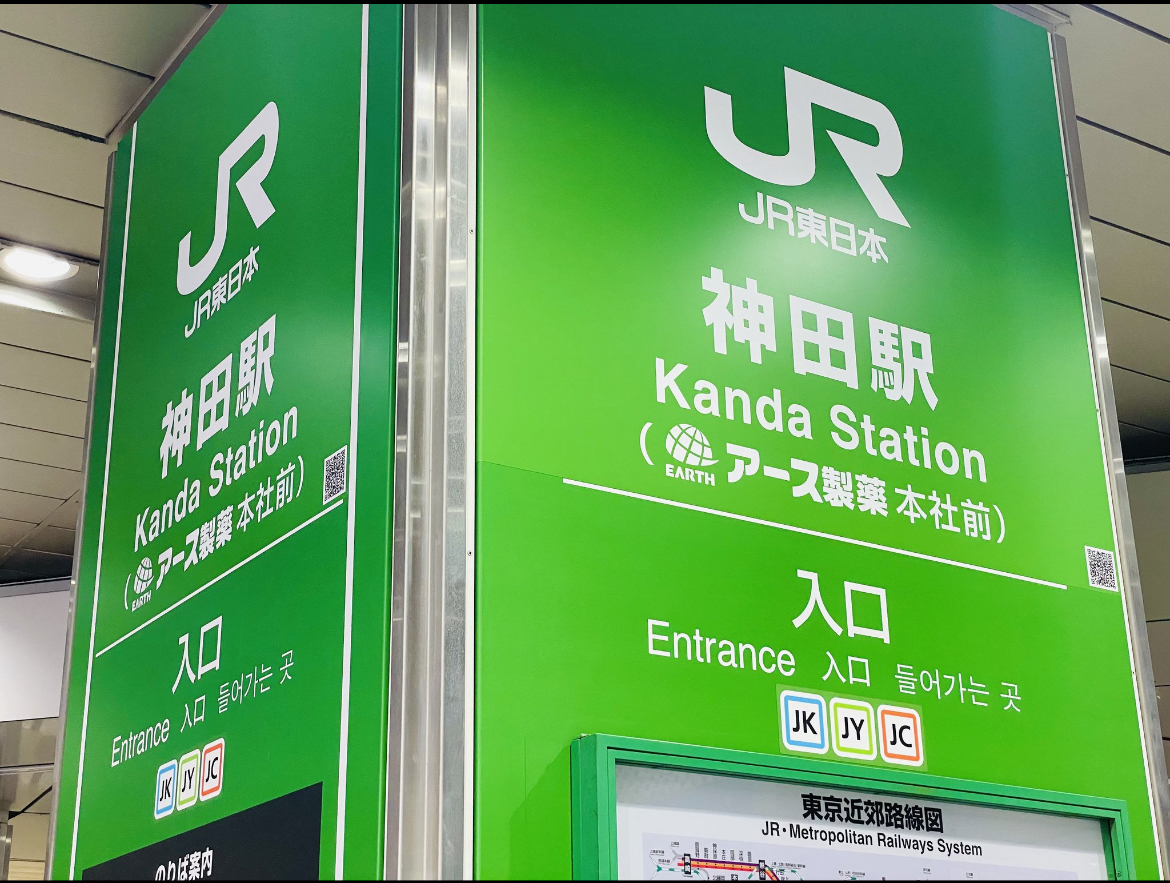 JR
JR東日本
神田駅
Kanda Station
(EARTH アース製薬 本社前)
入口
Entrance 入口 들어가는 곳
JK JY JC
のりば案内
JR
JR東日本
神田駅
Kanda Station
(EARTH アース製薬 本社前)
入口
Entrance 入口 들어가는 곳
JK JY JC
東京近郊路線図
JR・Metropolitan Railways System